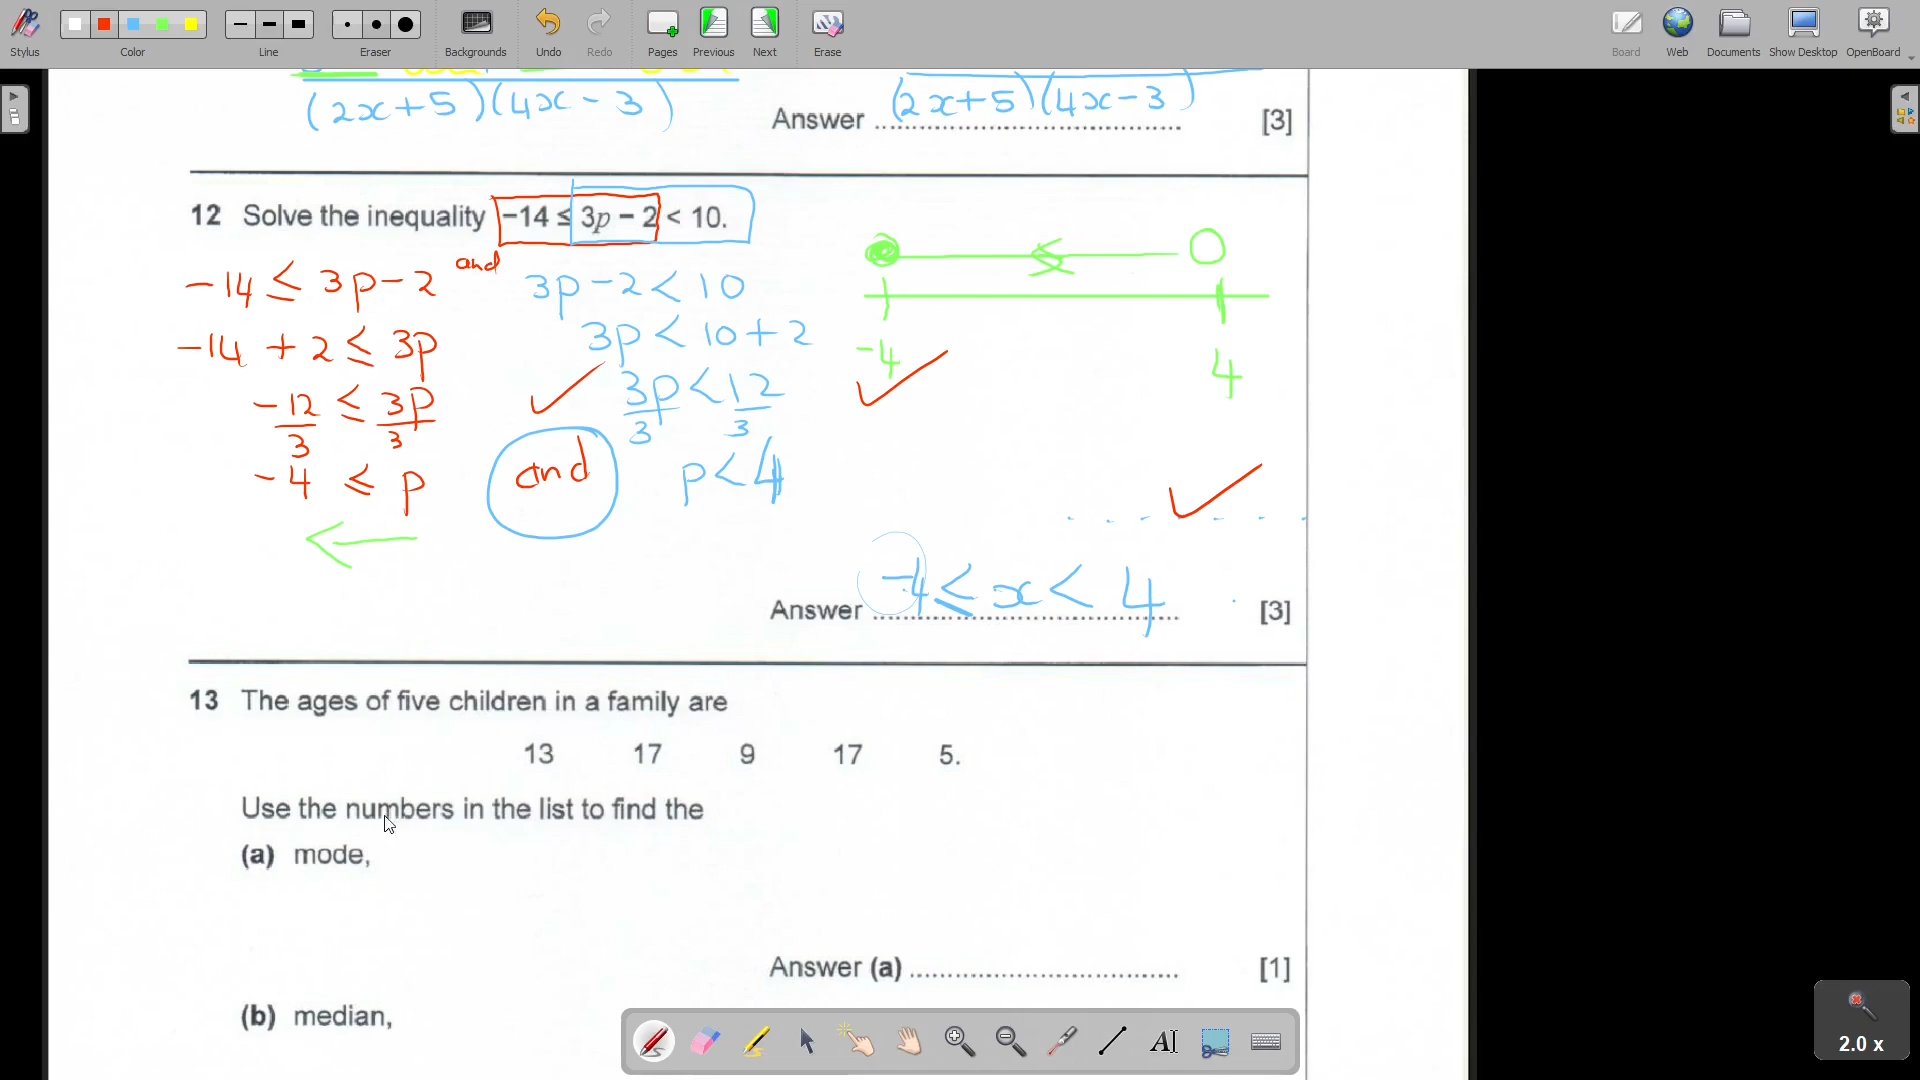 Stylus Color Line Eraser Backgrounds Undo Redo Pages Previous Next Erase Board Web Documents Show Desktop OpenBoard
(2x+5)(4x-3)
(2x+5)(4x-3)
Answer ........................................ [3]
12 Solve the inequality -14 ≤ 3p - 2 < 10.
and
-14 ≤ 3p-2
3p-2 < 10
-14 + 2 ≤ 3p
3p < 10+2
-12/3 ≤ 3p/3
3p/3 < 12/3
-4 ≤ p
and
p < 4
-4
4
-4 ≤ x < 4
Answer ........................................ [3]
13 The ages of five children in a family are
13 17 9 17 5.
Use the numbers in the list to find the
(a) mode,
Answer (a) ................................... [1]
(b) median,
2.0 x